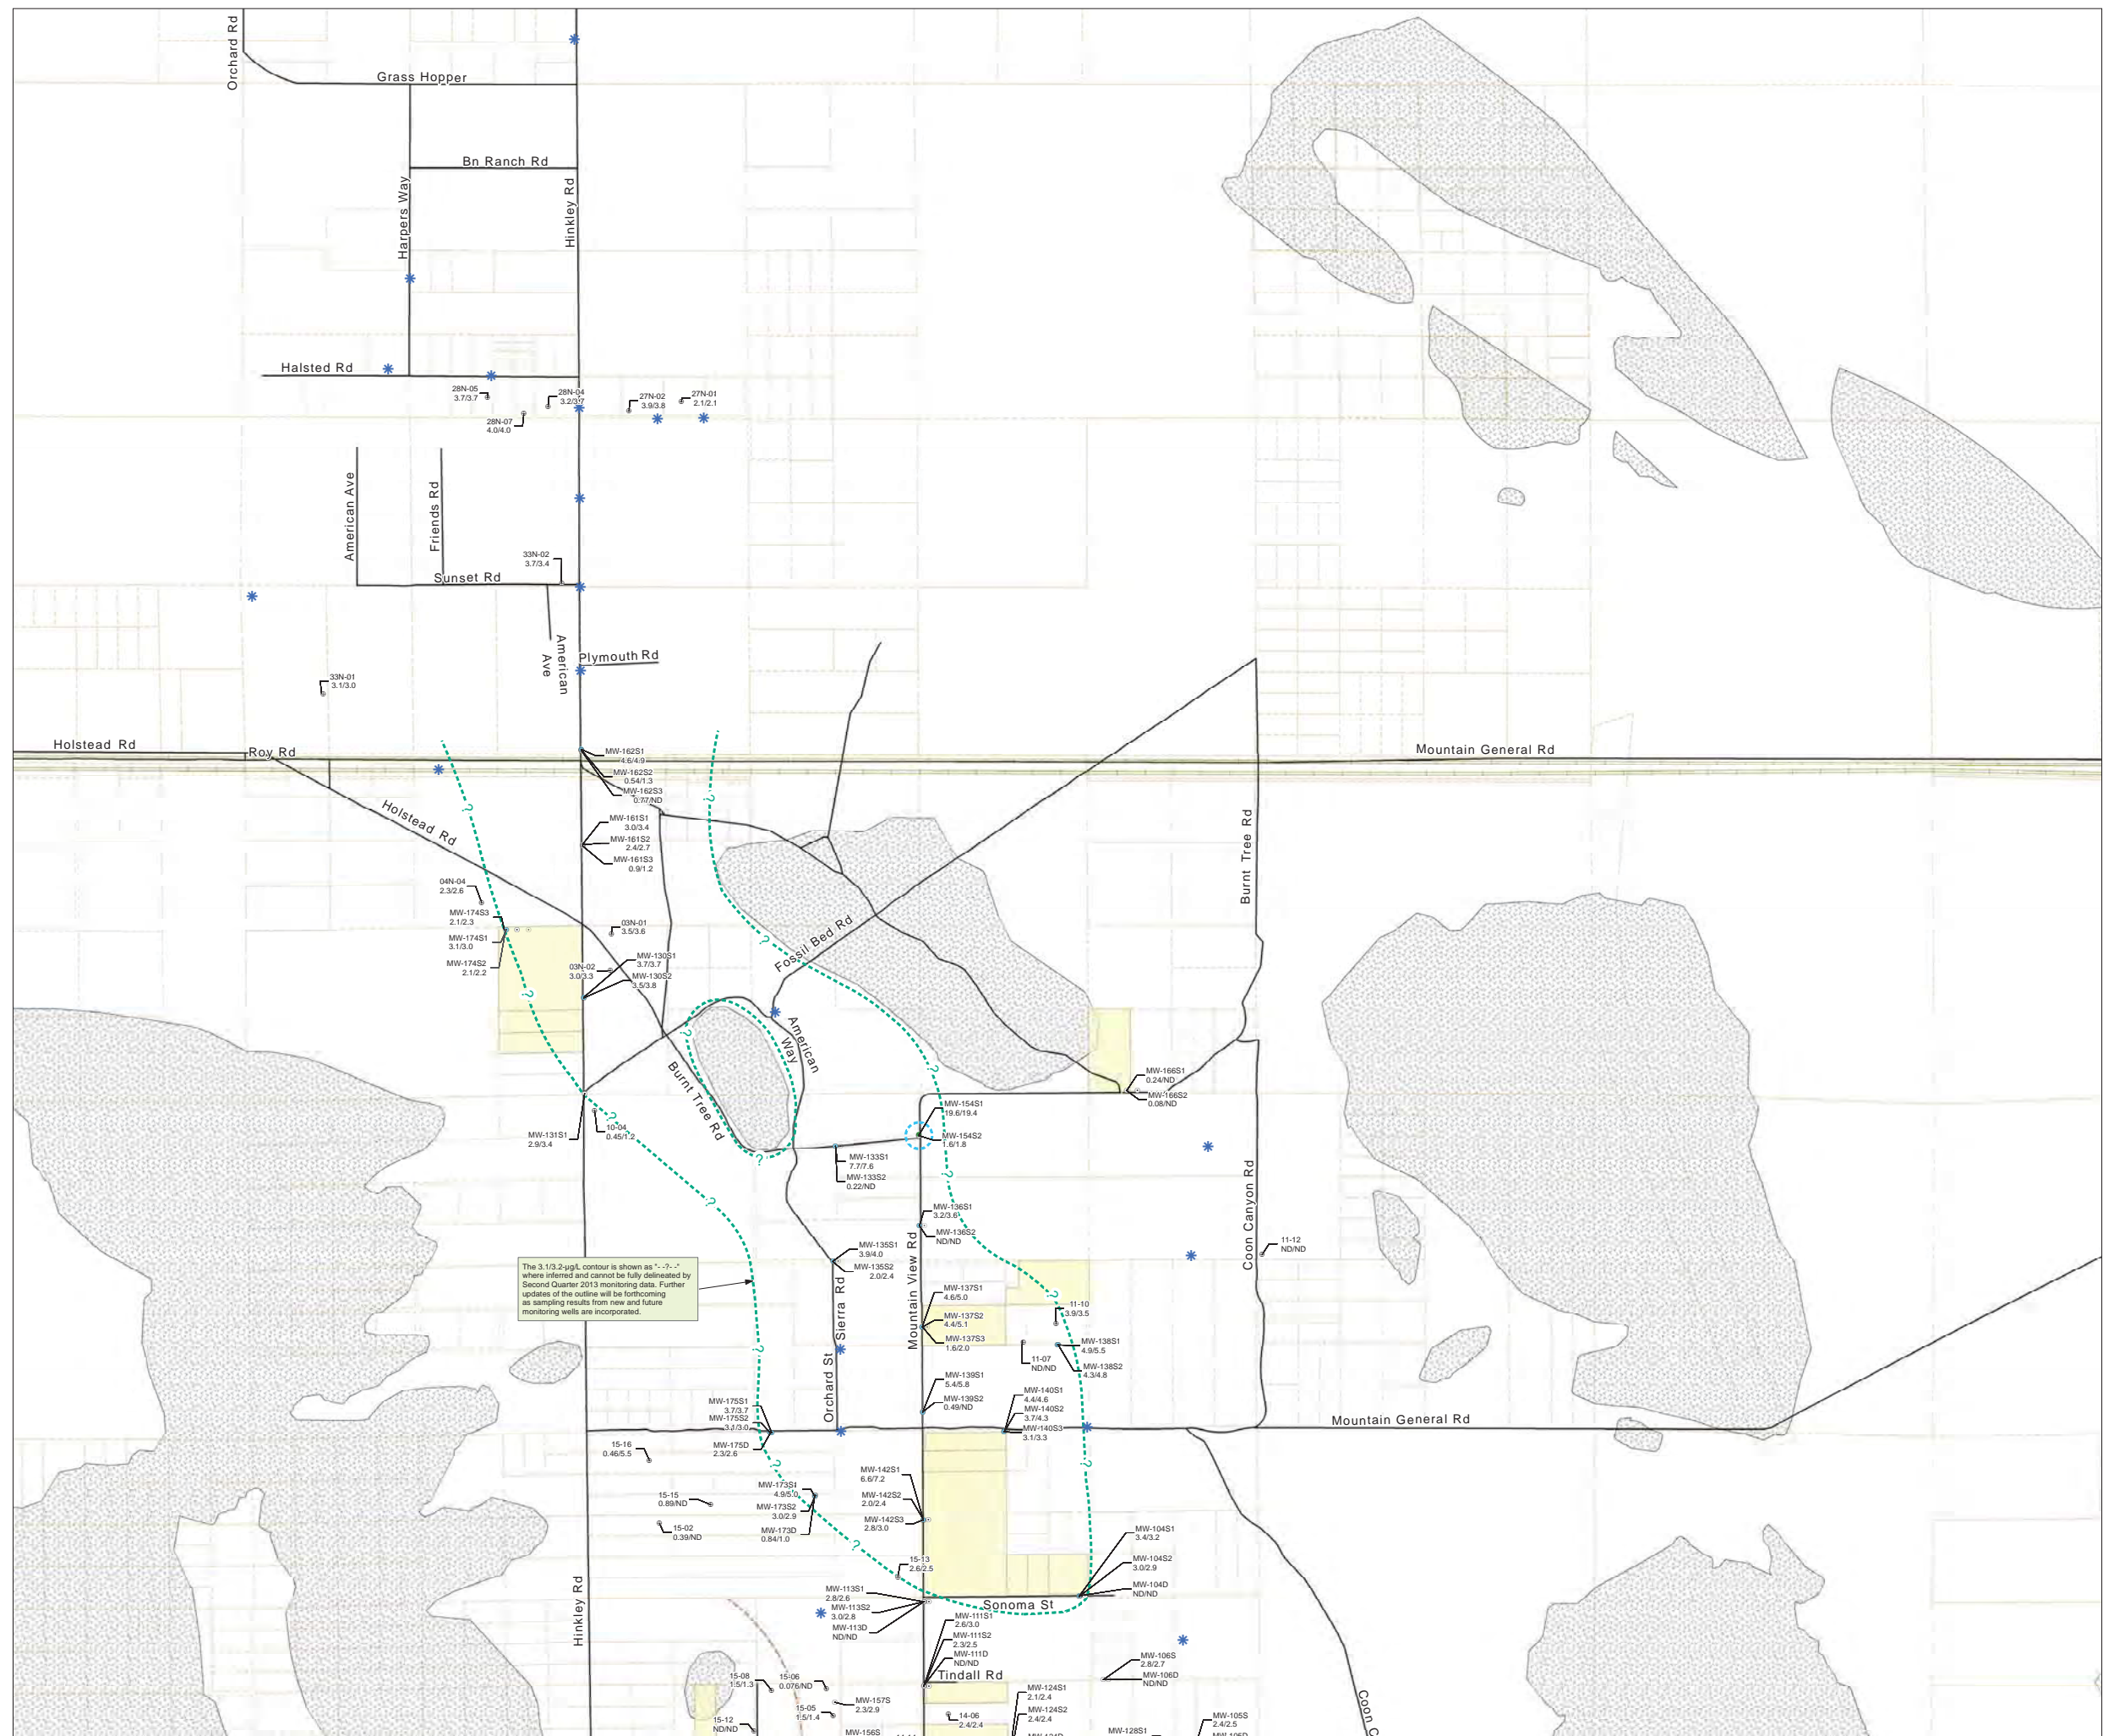 Orchard Rd
Grass Hopper
Bn Ranch Rd
Harpers Way
Hinkley Rd
Halsted Rd
28N-05
3.7/3.7
28N-04
28N-07
4.0/4.0
27N-02
3.9/3.8
27N-01
2.1/2.1
American Ave
Friends Rd
33N-02
3.7/3.4
Sunset Rd
American
Ave
Plymouth Rd
33N-01
3.1/3.0
Holstead Rd
Roy Rd
Mountain General Rd
MW-162S1
4.6/4.9
MW-162S2
0.54/1.3
MW-162S3
0.77/ND
Holstead Rd
MW-161S1
3.0/3.4
MW-161S2
2.4/2.7
MW-161S3
0.9/1.2
Burnt Tree Rd
04N-04
2.3/2.6
MW-174S3
2.1/2.3
MW-174S1
3.1/3.0
MW-174S2
2.1/2.2
03N-01
3.5/3.6
03N-02
3.0/3.3
MW-130S1
3.7/3.7
MW-130S2
3.5/3.8
Fossil Bed Rd
American
Way
Burnt Tree Rd
MW-166S1
0.24/ND
MW-166S2
0.08/ND
MW-154S1
19.6/19.4
MW-154S2
1.6/1.8
MW-131S1
2.9/3.4
10-04
0.45/1.2
MW-133S1
7.7/7.6
MW-133S2
0.22/ND
MW-136S1
3.2/3.6
MW-136S2
ND/ND
Coon Canyon Rd
11-12
ND/ND
MW-135S1
3.9/4.0
MW-135S2
2.0/2.4
The 3.1/3.2-µg/L contour is shown as "- -?- -"
where inferred and cannot be fully delineated by
Second Quarter 2013 monitoring data. Further
updates of the outline will be forthcoming
as sampling results from new and future
monitoring wells are incorporated.
Sierra Rd
Mountain View Rd
MW-137S1
4.6/5.0
MW-137S2
4.4/5.1
MW-137S3
1.6/2.0
11-10
3.9/3.5
11-07
ND/ND
MW-138S1
4.9/5.5
MW-138S2
4.3/4.8
Orchard St
MW-139S1
5.4/5.8
MW-139S2
0.49/ND
MW-140S1
4.4/4.6
MW-140S2
3.7/4.3
MW-140S3
3.1/3.3
Mountain General Rd
MW-175S1
3.7/3.7
MW-175S2
3.1/3.0
MW-175D
2.3/2.6
15-16
0.46/5.5
15-15
0.89/ND
15-02
0.39/ND
MW-173S1
4.9/5.0
MW-173S2
3.0/2.9
MW-173D
0.84/1.0
MW-142S1
6.6/7.2
MW-142S2
2.0/2.4
MW-142S3
2.8/3.0
15-13
2.6/2.5
MW-104S1
3.4/3.2
MW-104S2
3.0/2.9
MW-104D
ND/ND
Hinkley Rd
MW-113S1
2.8/2.6
MW-113S2
3.0/2.8
MW-113D
ND/ND
Sonoma St
MW-111S1
2.6/3.0
MW-111S2
2.3/2.5
MW-111D
ND/ND
Tindall Rd
MW-106S
2.8/2.7
MW-106D
ND/ND
15-08
1.5/1.3
15-06
0.076/ND
15-05
1.5/1.4
MW-157S
2.3/2.9
15-12
ND/ND
MW-156S
14-06
2.4/2.4
MW-124S1
2.1/2.4
MW-124S2
2.4/2.4
MW-128S1
MW-105S
2.4/2.5
Coon C